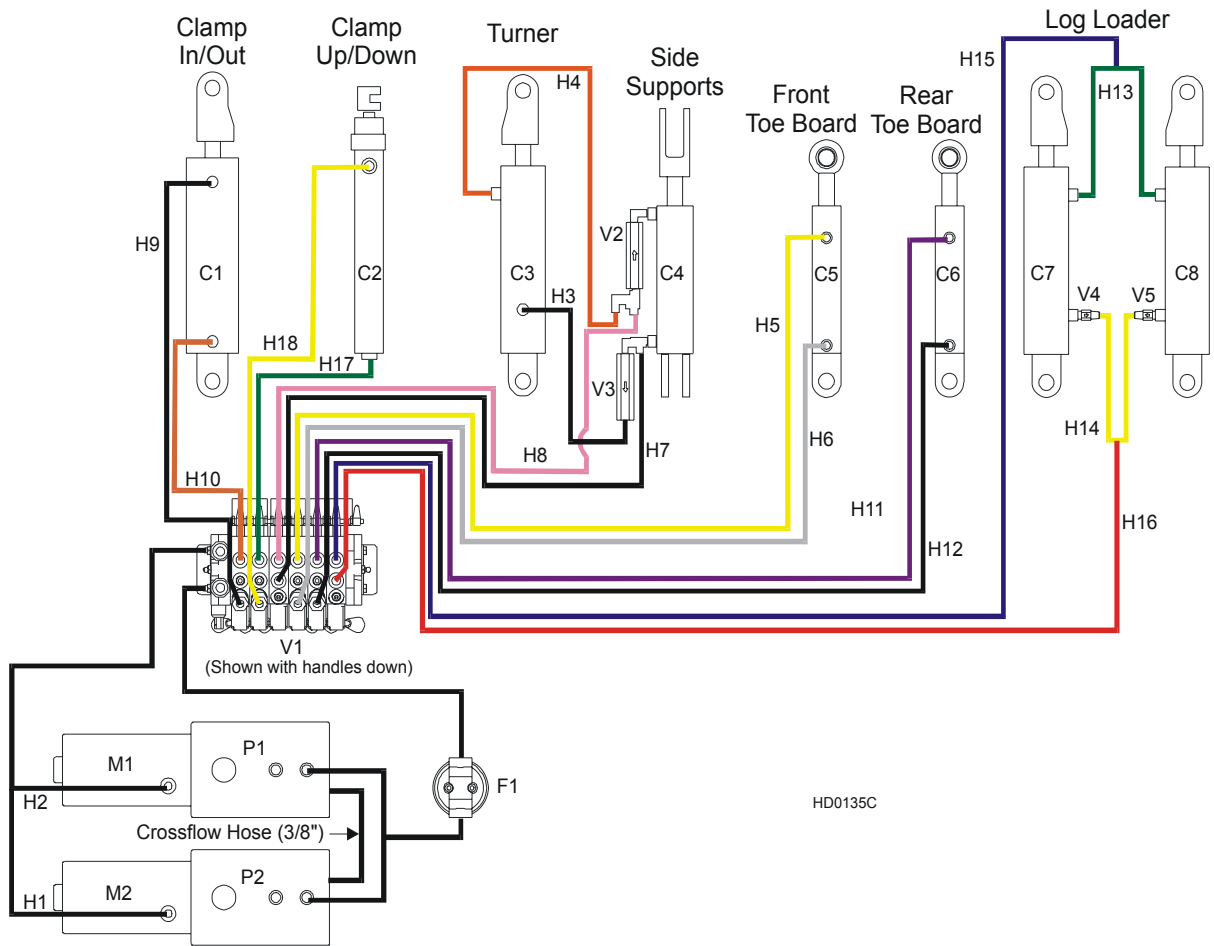 Clamp
In/Out
Clamp
Up/Down
Turner
Side
Supports
Front
Toe Board
Rear
Toe Board
Log Loader
H15
H4
H13
H9
V2
C1
C2
C3
C4
C5
C6
C7
C8
H3
V4
V5
H5
H18
H17
V3
H14
H6
H8
H7
H10
H11
H16
H12
V1
(Shown with handles down)
P1
M1
F1
H2
HD0135C
Crossflow Hose (3/8")
P2
M2
H1